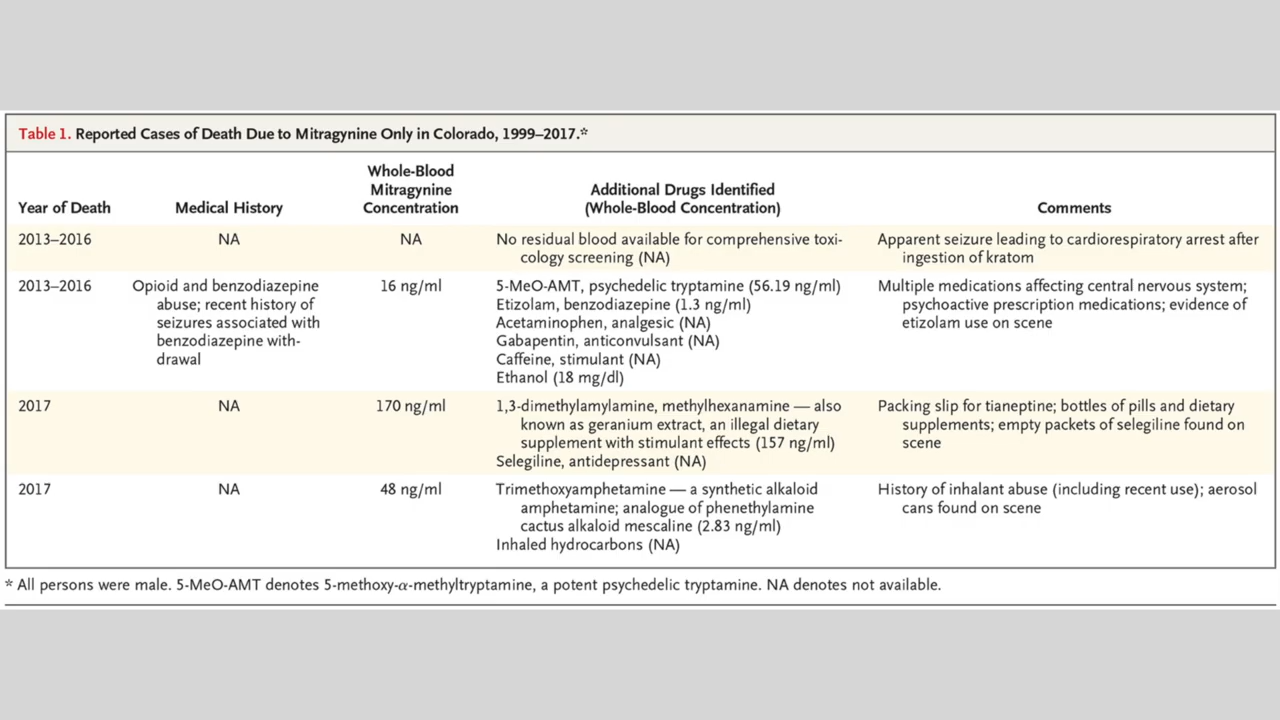 Table 1. Reported Cases of Death Due to Mitragynine Only in Colorado, 1999–2017.*
Year of Death
Medical History
Whole-Blood
Mitragynine
Concentration
Additional Drugs Identified
(Whole-Blood Concentration)
Comments
2013–2016
NA
NA
No residual blood available for comprehensive toxi-
cology screening (NA)
Apparent seizure leading to cardiorespiratory arrest after
ingestion of kratom
2013–2016
Opioid and benzodiazepine
abuse; recent history of
seizures associated with
benzodiazepine with-
drawal
16 ng/ml
5-MeO-AMT, psychedelic tryptamine (56.19 ng/ml)
Etizolam, benzodiazepine (1.3 ng/ml)
Acetaminophen, analgesic (NA)
Gabapentin, anticonvulsant (NA)
Caffeine, stimulant (NA)
Ethanol (18 mg/dl)
Multiple medications affecting central nervous system;
psychoactive prescription medications; evidence of
etizolam use on scene
2017
NA
170 ng/ml
1,3-dimethylamylamine, methylhexanamine — also
known as geranium extract, an illegal dietary
supplement with stimulant effects (157 ng/ml)
Selegiline, antidepressant (NA)
Packing slip for tianeptine; bottles of pills and dietary
supplements; empty packets of selegiline found on
scene
2017
NA
48 ng/ml
Trimethoxyamphetamine — a synthetic alkaloid
amphetamine; analogue of phenethylamine
cactus alkaloid mescaline (2.83 ng/ml)
Inhaled hydrocarbons (NA)
History of inhalant abuse (including recent use); aerosol
cans found on scene
* All persons were male. 5-MeO-AMT denotes 5-methoxy-α-methyltryptamine, a potent psychedelic tryptamine. NA denotes not available.